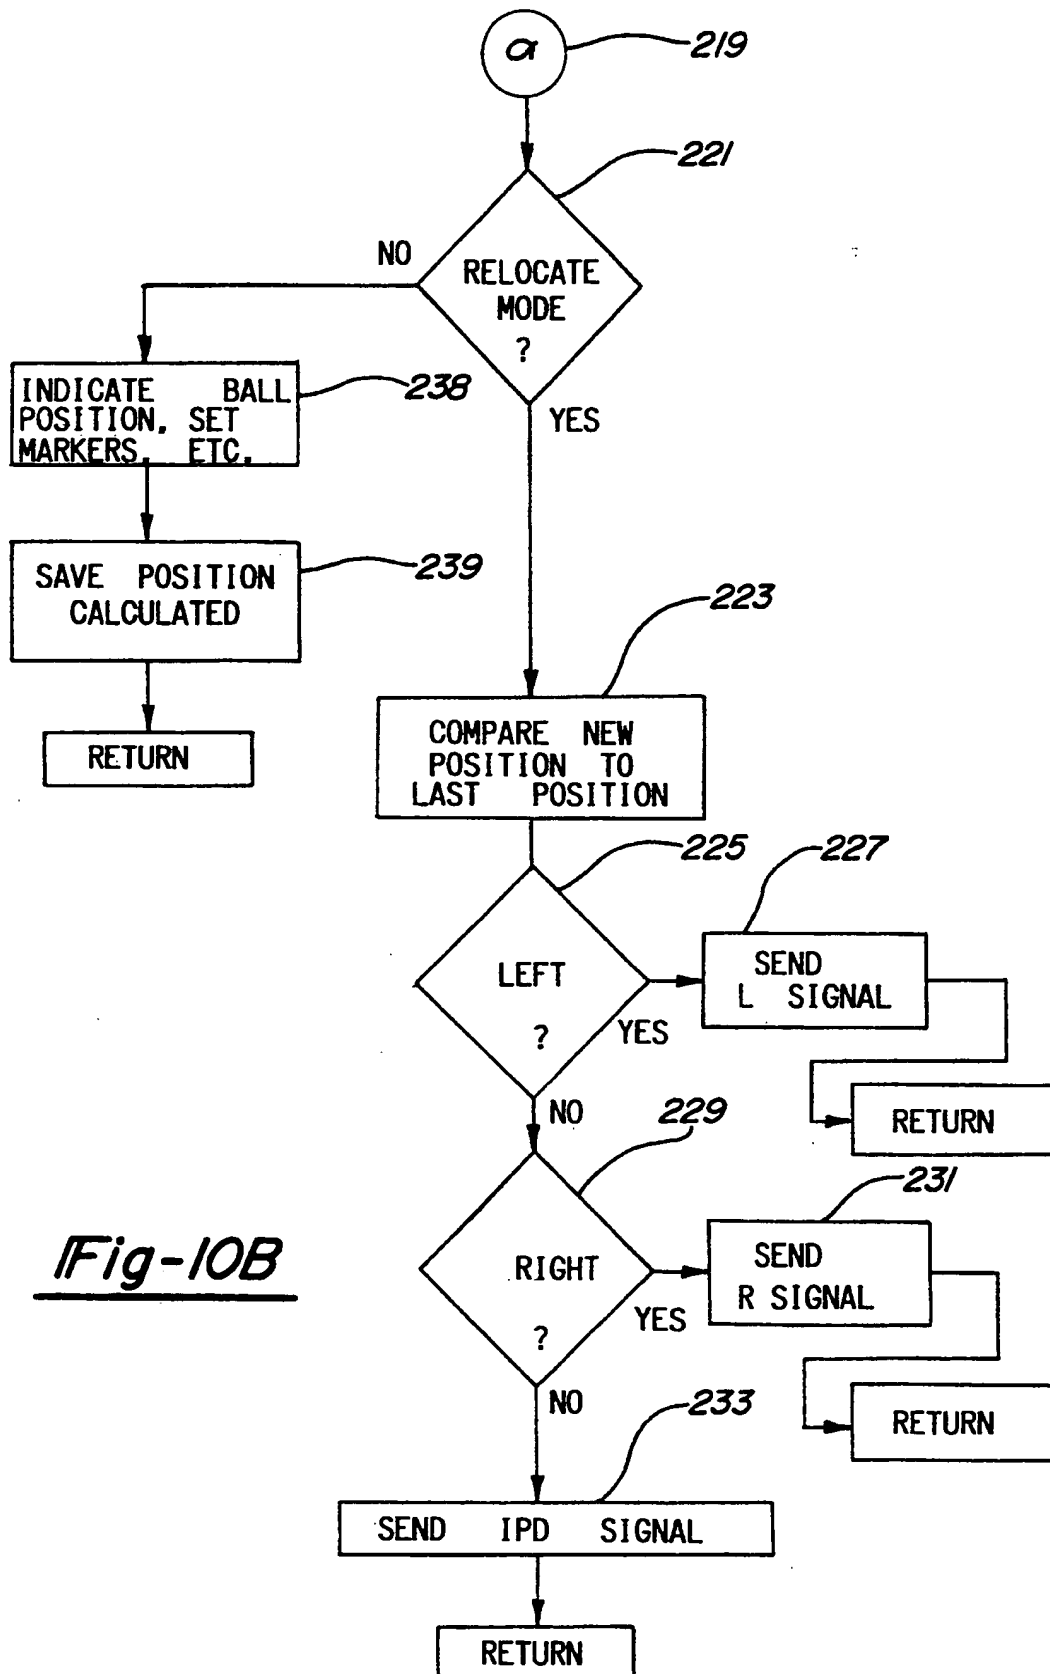 a
219
221
NO
RELOCATE
MODE
?
YES
238
INDICATE BALL
POSITION, SET
MARKERS, ETC.
239
SAVE POSITION
CALCULATED
223
RETURN
COMPARE NEW
POSITION TO
LAST POSITION
225
227
LEFT
?
YES
SEND
L SIGNAL
NO
RETURN
229
231
Fig-10B
RIGHT
?
YES
SEND
R SIGNAL
NO
RETURN
233
SEND IPD SIGNAL
RETURN